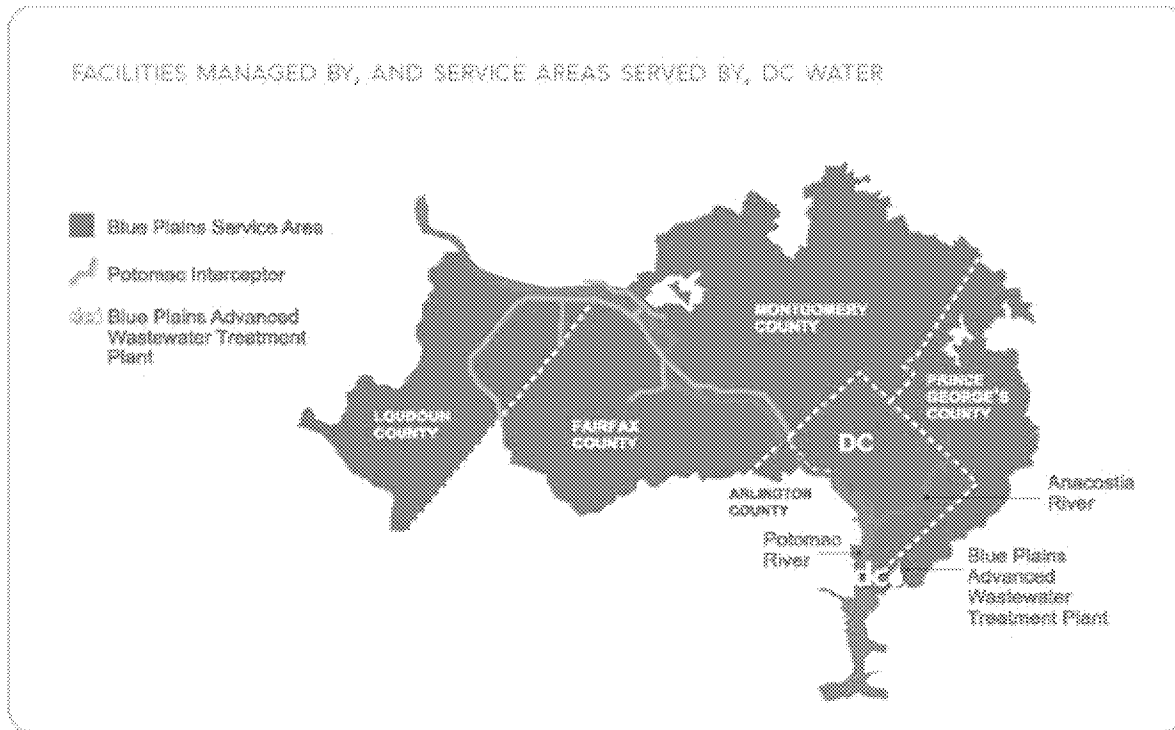 FACILITIES MANAGED BY, AND SERVICE AREAS SERVED BY, DC WATER
Blue Plains Service Area
Potomac Interceptor
Blue Plains Advanced
Wastewater Treatment
Plant
MONTGOMERY
COUNTY
PRINCE
GEORGE'S
COUNTY
LOUDOUN
COUNTY
FAIRFAX
COUNTY
DC
ARLINGTON
COUNTY
Anacostia
River
Potomac
River
dc
Blue Plains
Advanced
Wastewater
Treatment Plant